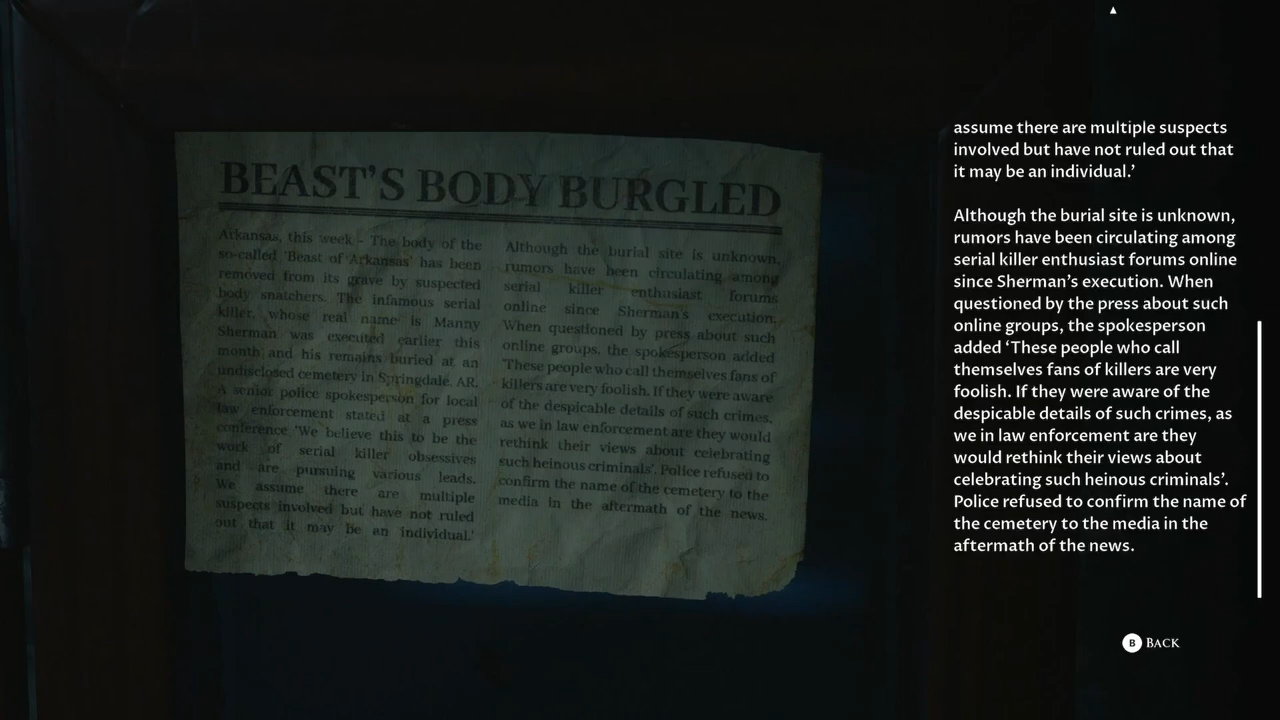 BEAST'S BODY BURGLED
Arkansas, this week - The body of the
so-called 'Beast of Arkansas' has been
removed from its grave by suspected
body snatchers. The infamous serial
killer, whose real name is Manny
Sherman was executed earlier this
month and his remains buried at an
undisclosed cemetery in Springdale, AR.
A senior police spokesperson for local
law enforcement stated at a press
conference 'We believe this to be the
work of serial killer obsessives
and are pursuing various leads.
We assume there are multiple
suspects involved but have not ruled
out that it may be an individual.'
Although the burial site is unknown,
rumors have been circulating among
serial killer enthusiast forums
online since Sherman's execution.
When questioned by press about such
online groups, the spokesperson added
'These people who call themselves fans of
killers are very foolish. If they were aware
of the despicable details of such crimes,
as we in law enforcement are they would
rethink their views about celebrating
such heinous criminals'. Police refused to
confirm the name of the cemetery to the
media in the aftermath of the news.
assume there are multiple suspects
involved but have not ruled out that
it may be an individual.'
Although the burial site is unknown,
rumors have been circulating among
serial killer enthusiast forums online
since Sherman's execution. When
questioned by the press about such
online groups, the spokesperson
added 'These people who call
themselves fans of killers are very
foolish. If they were aware of the
despicable details of such crimes, as
we in law enforcement are they
would rethink their views about
celebrating such heinous criminals'.
Police refused to confirm the name of
the cemetery to the media in the
aftermath of the news.
B BACK